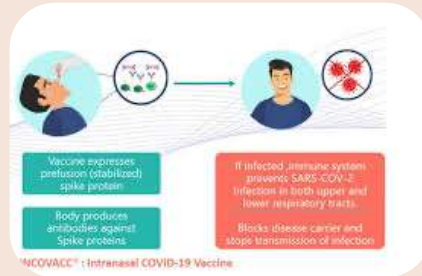 Vaccine expresses
prefusion (stabilized)
spike protein
Body produces
antibodies against
Spike proteins
If infected ,immune system
prevents SARS-COV-2
Infection in both upper and
lower respiratory tracts.
Blocks disease carrier and
stops transmission of infection
iNCOVACC® : Intranasal COVID-19 Vaccine